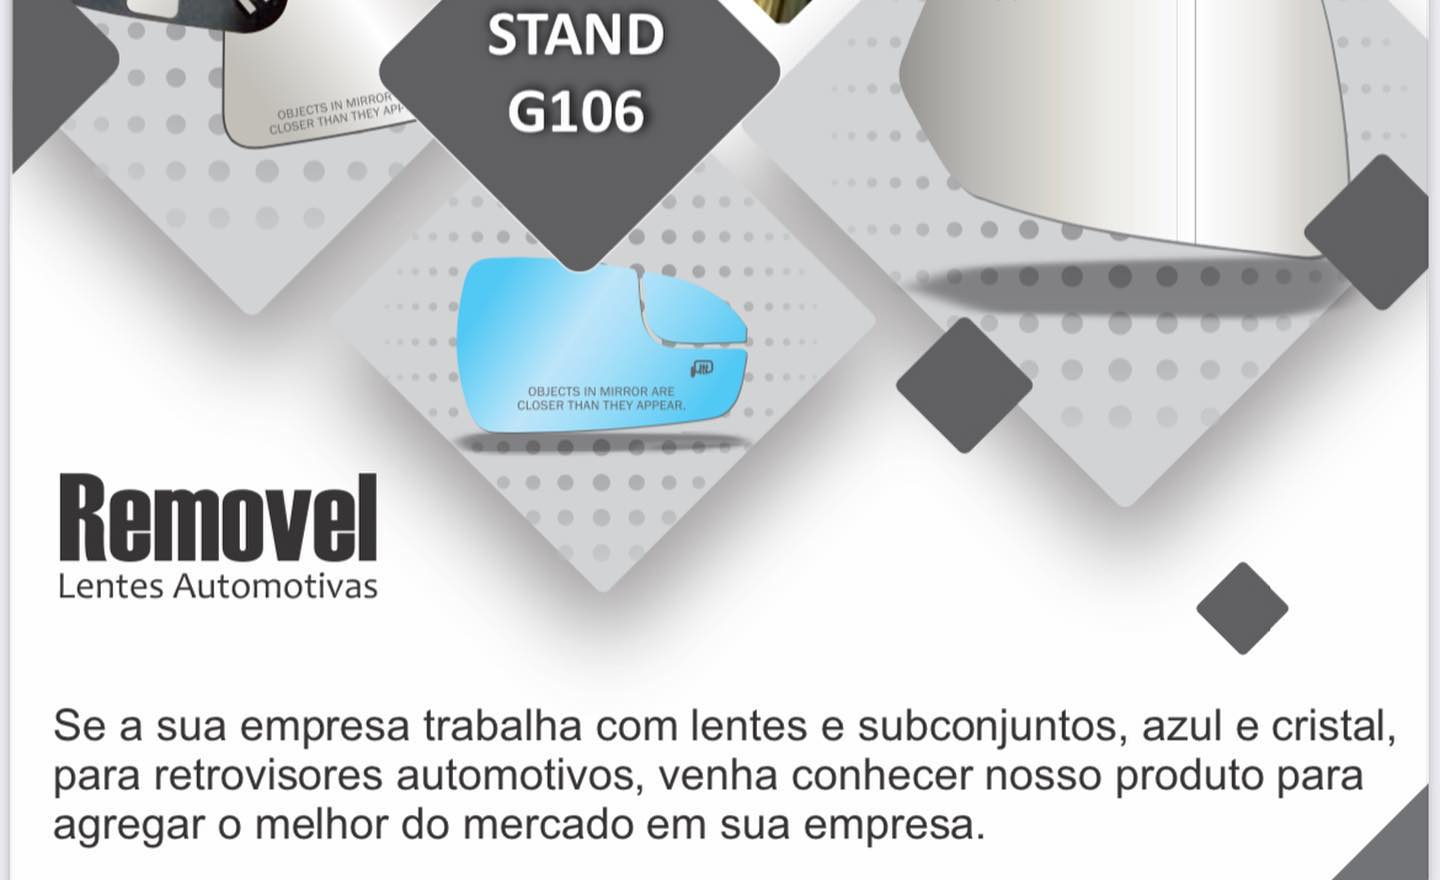 STAND
G106
OBJECTS IN MIRROR
CLOSER THAN THEY APP
OBJECTS IN MIRROR ARE
CLOSER THAN THEY APPEAR.
Removel
Lentes Automotivas
Se a sua empresa trabalha com lentes e subconjuntos, azul e cristal,
para retrovisores automotivos, venha conhecer nosso produto para
agregar o melhor do mercado em sua empresa.